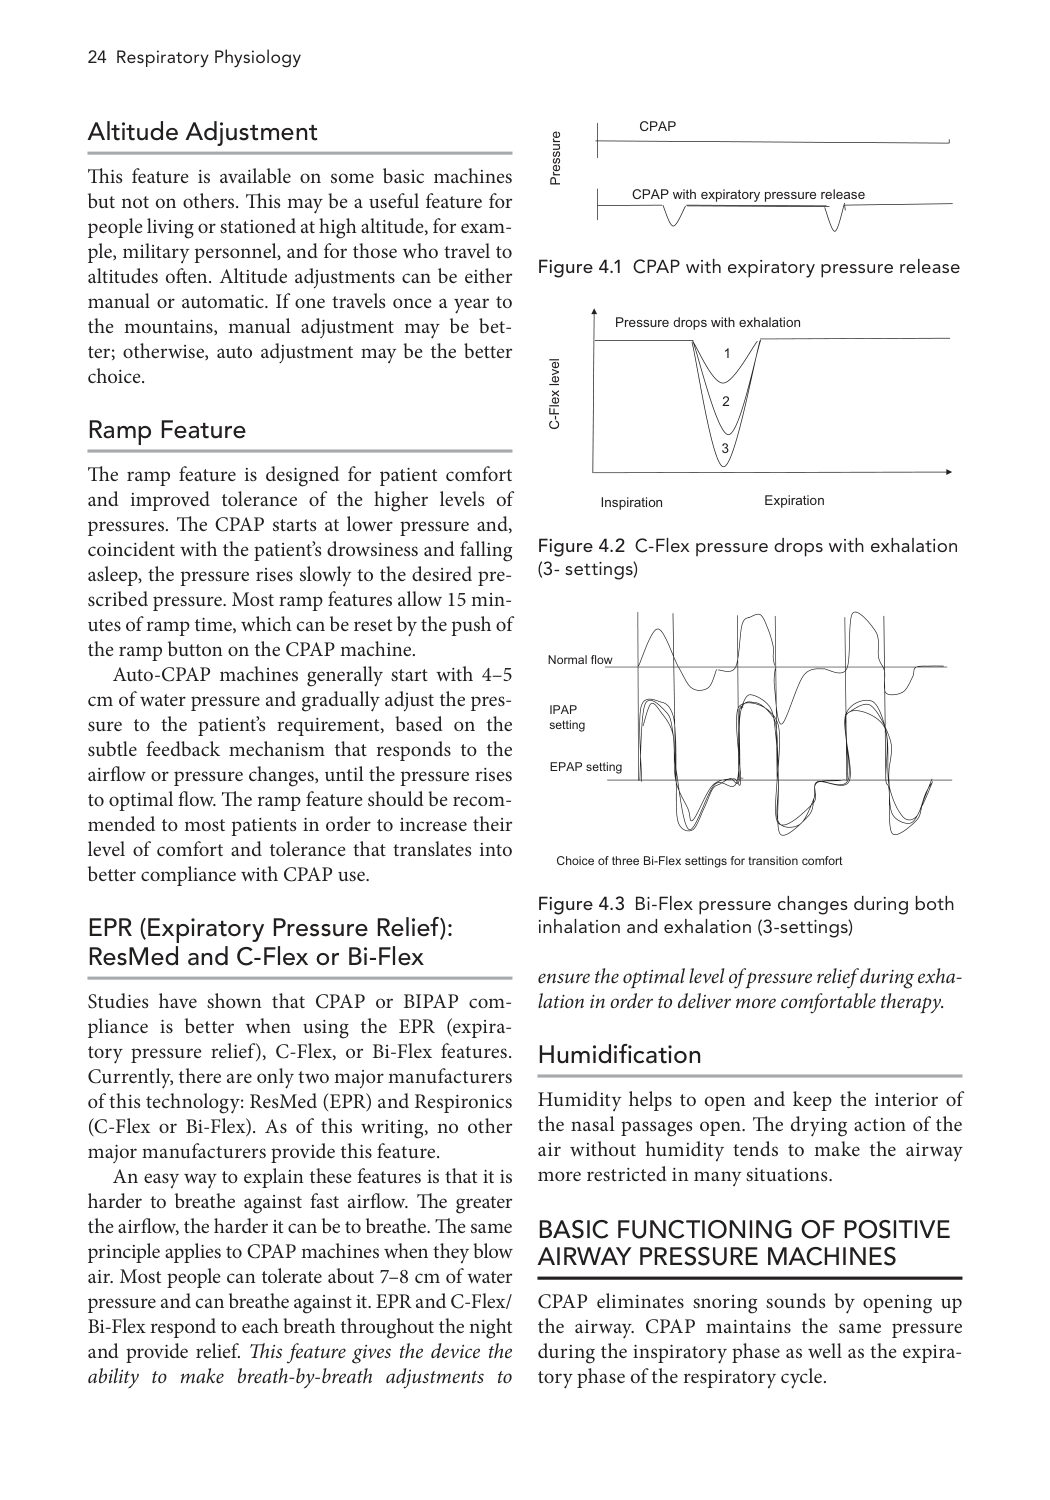 24 Respiratory Physiology
Altitude Adjustment
This feature is available on some basic machines
but not on others. This may be a useful feature for
people living or stationed at high altitude, for exam-
ple, military personnel, and for those who travel to
altitudes often. Altitude adjustments can be either
manual or automatic. If one travels once a year to
the mountains, manual adjustment may be bet-
ter; otherwise, auto adjustment may be the better
choice.
Ramp Feature
The ramp feature is designed for patient comfort
and improved tolerance of the higher levels of
pressures. The CPAP starts at lower pressure and,
coincident with the patient’s drowsiness and falling
asleep, the pressure rises slowly to the desired pre-
scribed pressure. Most ramp features allow 15 min-
utes of ramp time, which can be reset by the push of
the ramp button on the CPAP machine.
Auto-CPAP machines generally start with 4–5
cm of water pressure and gradually adjust the pres-
sure to the patient’s requirement, based on the
subtle feedback mechanism that responds to the
airflow or pressure changes, until the pressure rises
to optimal flow. The ramp feature should be recom-
mended to most patients in order to increase their
level of comfort and tolerance that translates into
better compliance with CPAP use.
EPR (Expiratory Pressure Relief):
ResMed and C-Flex or Bi-Flex
Studies have shown that CPAP or BIPAP com-
pliance is better when using the EPR (expira-
tory pressure relief), C-Flex, or Bi-Flex features.
Currently, there are only two major manufacturers
of this technology: ResMed (EPR) and Respironics
(C-Flex or Bi-Flex). As of this writing, no other
major manufacturers provide this feature.
An easy way to explain these features is that it is
harder to breathe against fast airflow. The greater
the airflow, the harder it can be to breathe. The same
principle applies to CPAP machines when they blow
air. Most people can tolerate about 7–8 cm of water
pressure and can breathe against it. EPR and C-Flex/
Bi-Flex respond to each breath throughout the night
and provide relief. This feature gives the device the
ability to make breath-by-breath adjustments to
Pressure
CPAP
CPAP with expiratory pressure release
Figure 4.1 CPAP with expiratory pressure release
C-Flex level
Pressure drops with exhalation
1
2
3
Inspiration
Expiration
Figure 4.2 C-Flex pressure drops with exhalation
(3- settings)
Normal flow
IPAP
setting
EPAP setting
Choice of three Bi-Flex settings for transition comfort
Figure 4.3 Bi-Flex pressure changes during both
inhalation and exhalation (3-settings)
ensure the optimal level of pressure relief during exha-
lation in order to deliver more comfortable therapy.
Humidification
Humidity helps to open and keep the interior of
the nasal passages open. The drying action of the
air without humidity tends to make the airway
more restricted in many situations.
BASIC FUNCTIONING OF POSITIVE
AIRWAY PRESSURE MACHINES
CPAP eliminates snoring sounds by opening up
the airway. CPAP maintains the same pressure
during the inspiratory phase as well as the expira-
tory phase of the respiratory cycle.